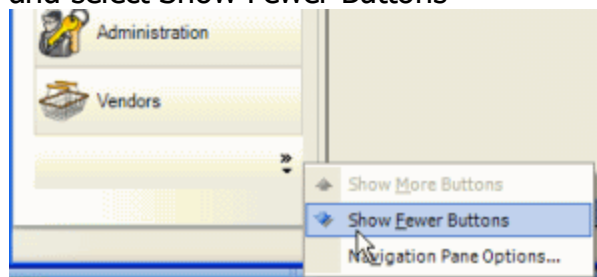 and select Show Fewer Buttons
Administration
Vendors
Show More Buttons
Show Fewer Buttons
Navigation Pane Options...